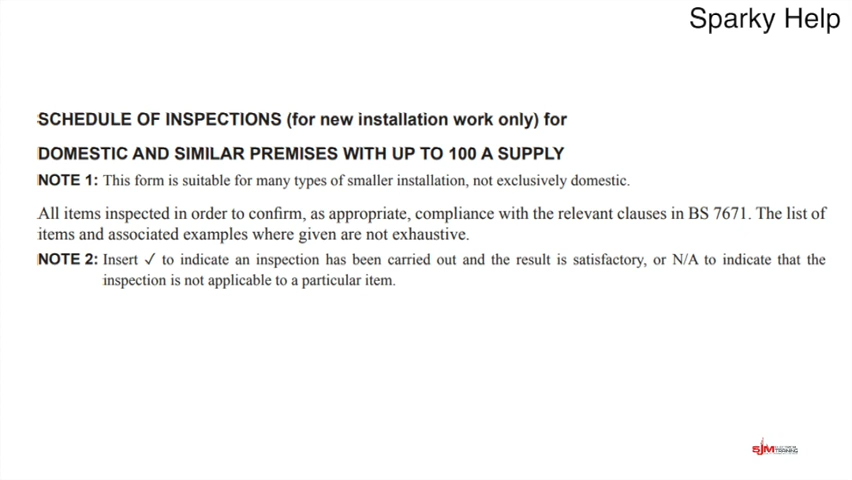 Sparky Help
SCHEDULE OF INSPECTIONS (for new installation work only) for
DOMESTIC AND SIMILAR PREMISES WITH UP TO 100 A SUPPLY
NOTE 1: This form is suitable for many types of smaller installation, not exclusively domestic.
All items inspected in order to confirm, as appropriate, compliance with the relevant clauses in BS 7671. The list of
items and associated examples where given are not exhaustive.
NOTE 2: Insert ✓ to indicate an inspection has been carried out and the result is satisfactory, or N/A to indicate that the
inspection is not applicable to a particular item.
SJM
TRAINING